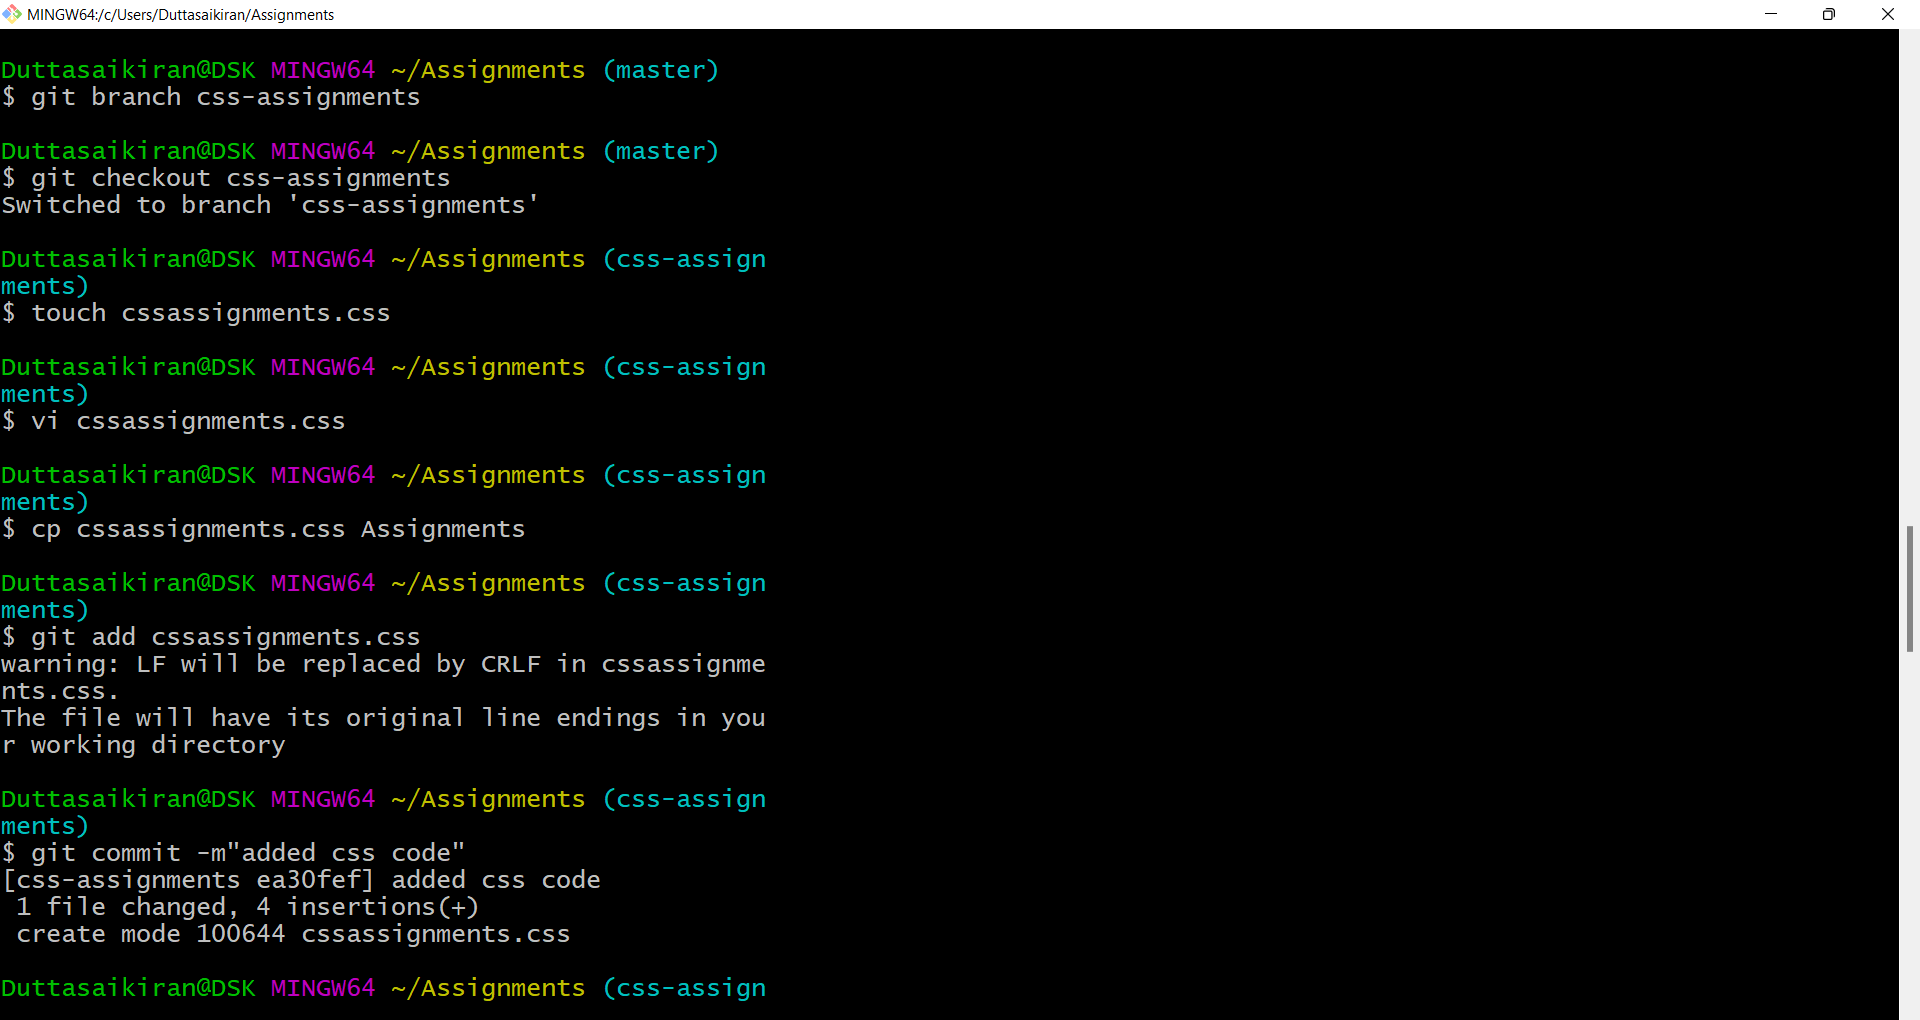 MINGW64:/c/Users/Duttasaikiran/Assignments
Duttasaikiran@DSK MINGW64 ~/Assignments (master)
$ git branch css-assignments
Duttasaikiran@DSK MINGW64 ~/Assignments (master)
$ git checkout css-assignments
Switched to branch 'css-assignments'
Duttasaikiran@DSK MINGW64 ~/Assignments (css-assign
ments)
$ touch cssassignments.css
Duttasaikiran@DSK MINGW64 ~/Assignments (css-assign
ments)
$ vi cssassignments.css
Duttasaikiran@DSK MINGW64 ~/Assignments (css-assign
ments)
$ cp cssassignments.css Assignments
Duttasaikiran@DSK MINGW64 ~/Assignments (css-assign
ments)
$ git add cssassignments.css
warning: LF will be replaced by CRLF in cssassignme
nts.css.
The file will have its original line endings in you
r working directory
Duttasaikiran@DSK MINGW64 ~/Assignments (css-assign
ments)
$ git commit -m"added css code"
[css-assignments ea30fef] added css code
 1 file changed, 4 insertions(+)
 create mode 100644 cssassignments.css
Duttasaikiran@DSK MINGW64 ~/Assignments (css-assign